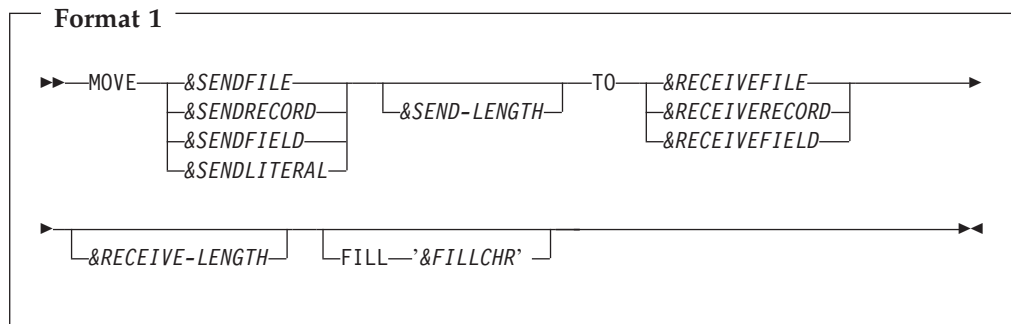 Format 1
MOVE &SENDFILE TO &RECEIVEFILE
&SENDRECORD &SEND-LENGTH &RECEIVERECORD
&SENDFIELD &RECEIVEFIELD
&SENDLITERAL
&RECEIVE-LENGTH FILL '&FILLCHR'